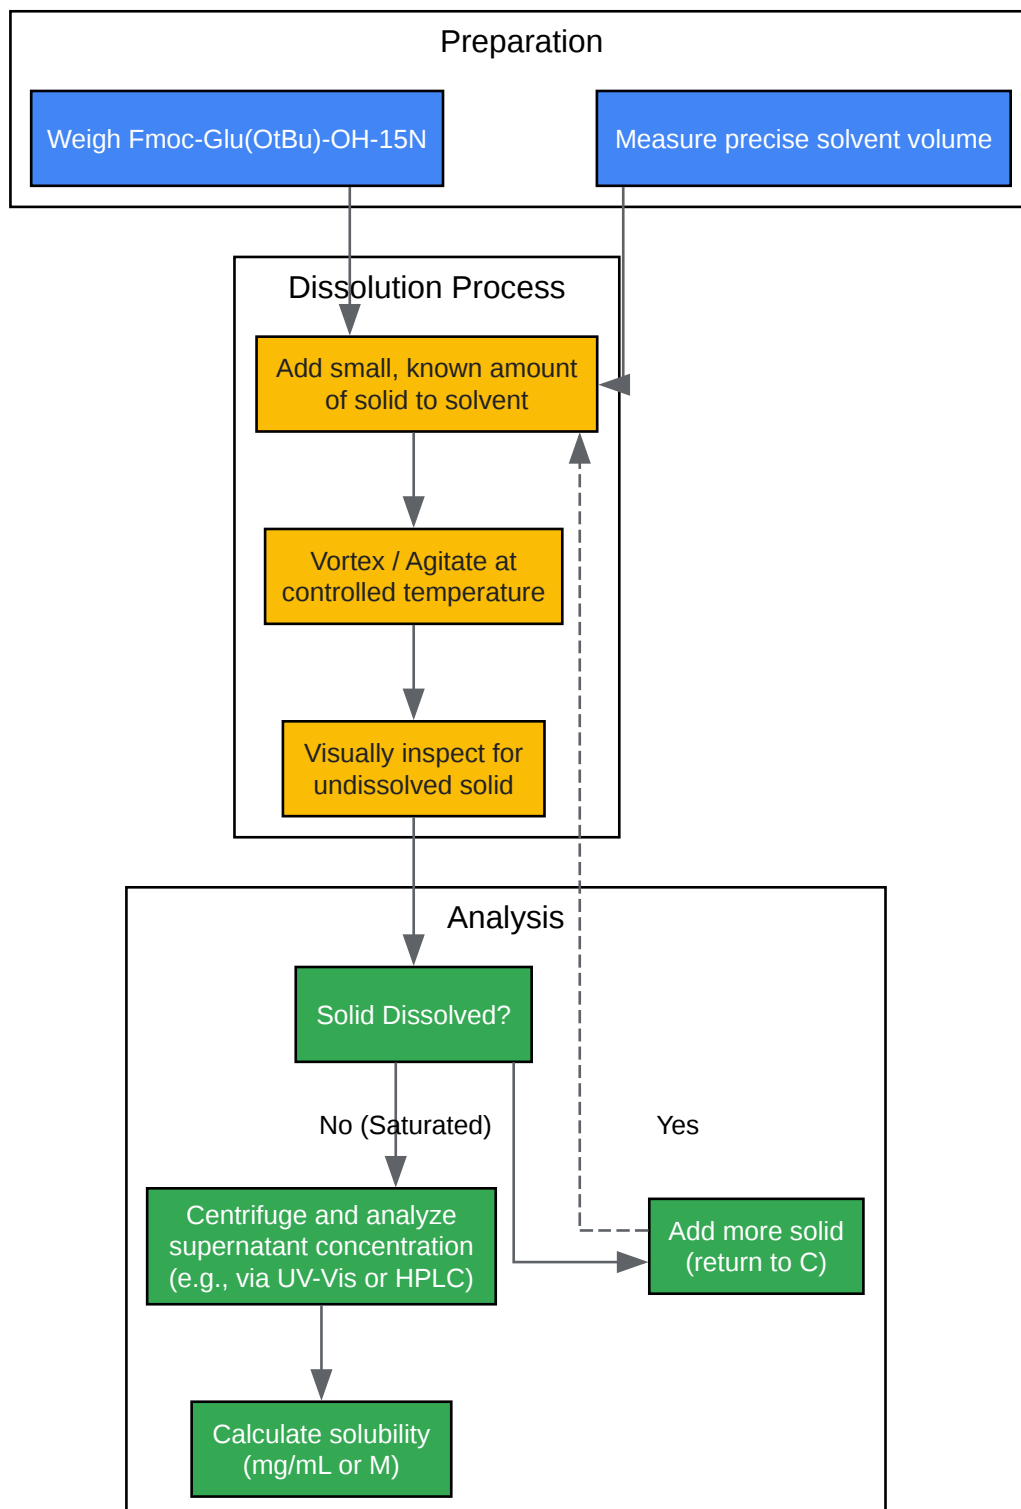 Preparation
Weigh Fmoc-Glu(OtBu)-OH-15N
Measure precise solvent volume
Dissolution Process
Add small, known amount
of solid to solvent
Vortex / Agitate at
controlled temperature
Visually inspect for
undissolved solid
Analysis
Solid Dissolved?
No (Saturated)
Yes
Centrifuge and analyze
supernatant concentration
(e.g., via UV-Vis or HPLC)
Add more solid
(return to C)
Calculate solubility
(mg/mL or M)